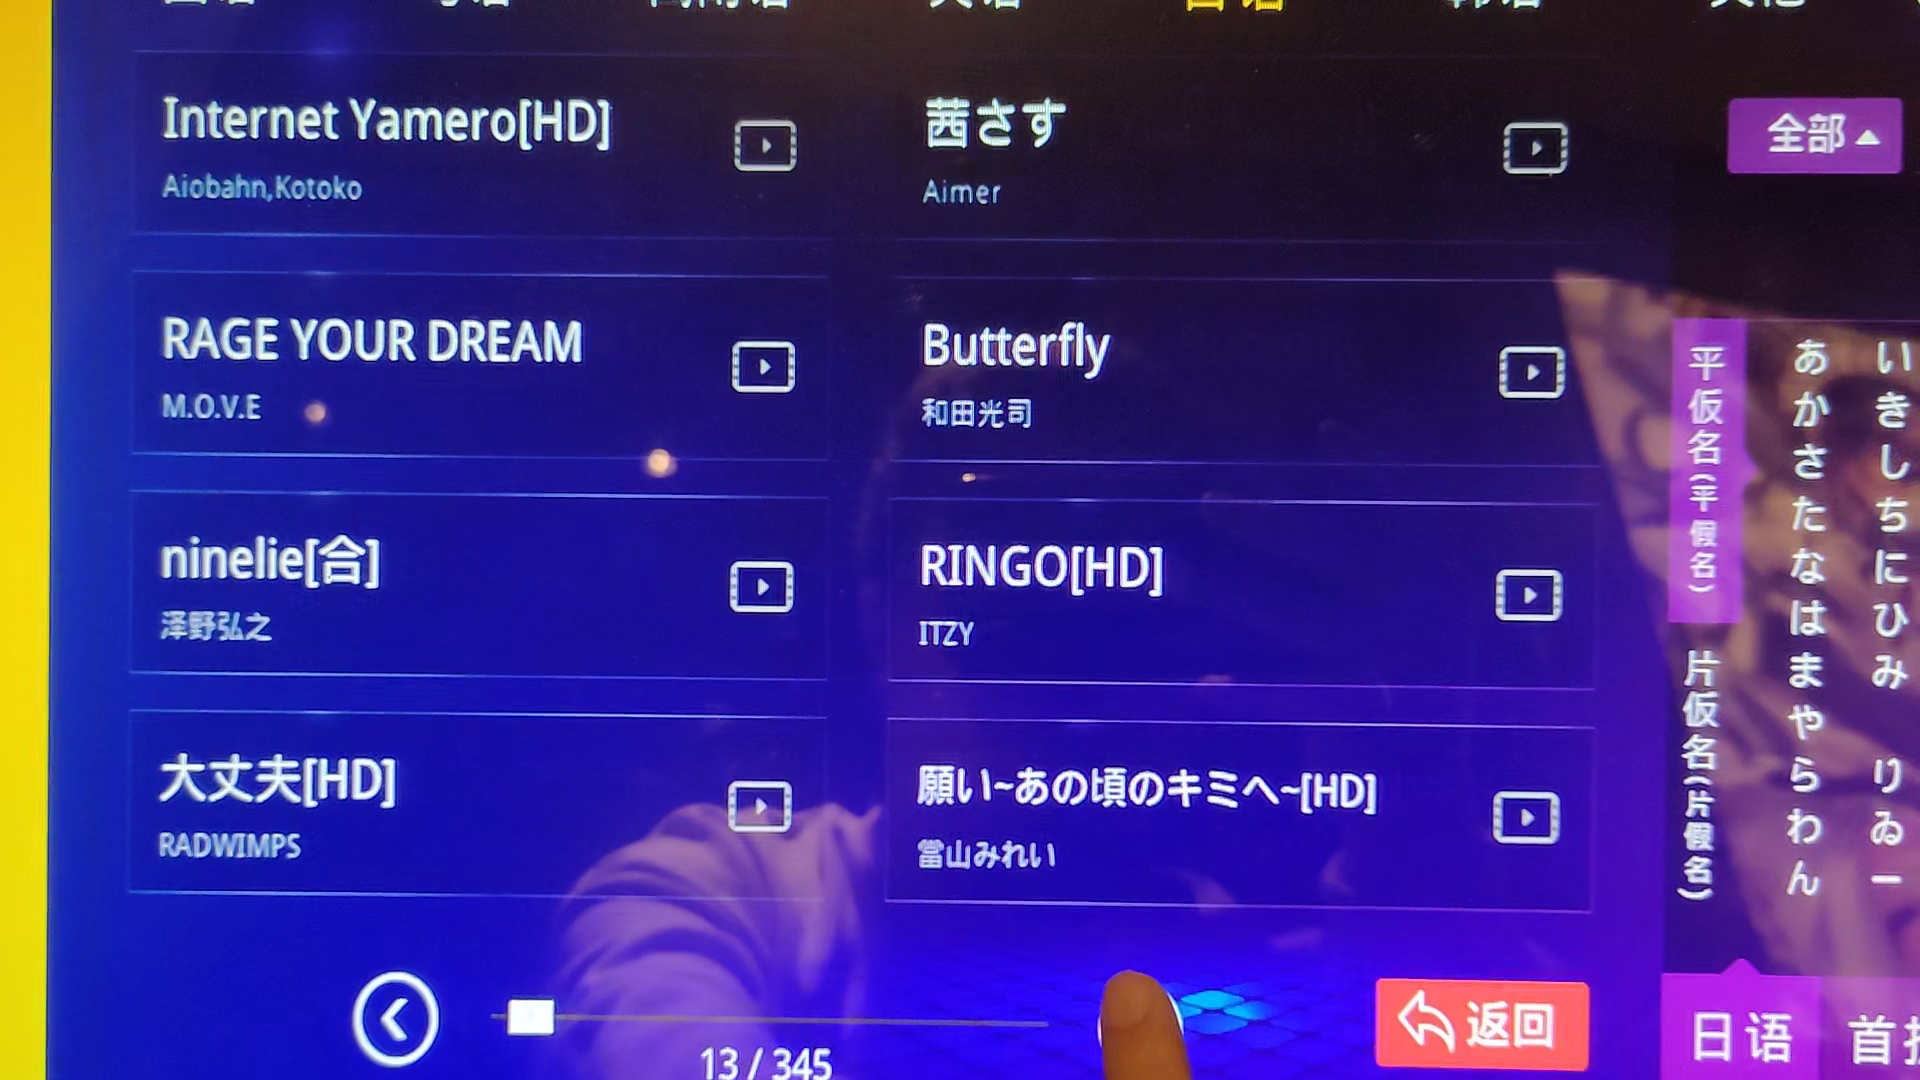 日语
Internet Yamero[HD]
Aiobahn,Kotoko
茜さす
Aimer
全部
RAGE YOUR DREAM
M.O.V.E
Butterfly
和田光司
ninelie[合]
泽野弘之
RINGO[HD]
ITZY
大丈夫[HD]
RADWIMPS
願い~あの頃のキミへ~[HD]
當山みれい
平仮名(平假名)
片仮名(片假名)
あかさたなはまやらわん
いきしちにひみ りゐー
13 / 345
返回
日语
首